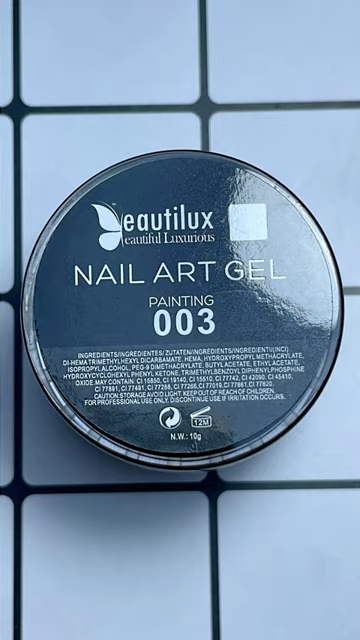 Beautilux
Beautiful Luxurious
NAIL ART GEL
PAINTING
003
INGREDIENTS/INGREDIENTES/ZUTATEN/INGREDIENTS/INGREDIENTI(INCI)
DI-HEMA TRIMETHYLHEXYL DICARBAMATE, HEMA, HYDROXYPROPYL METHACRYLATE,
ISOPROPYLALCOHOL, PEG-9 DIMETHACRYLATE, BUTYL ACETATE, ETHYL ACETATE,
HYDROXYCYCLOHEXYL PHENYL KETONE, TRIMETHYLBENZOYL DIPHENYLPHOSPHINE
OXIDE MAY CONTAIN: CI 15850, CI 19140, CI 15510, CI 77742, CI 42090, CI 45410,
CI 77891, CI 77491, CI 77288, CI 77266, CI 77019, CI 77861, CI 77820.
CAUTION:STORAGE AVOID LIGHT. KEEP OUT OF REACH OF CHILDREN.
FOR PROFESSIONAL USE ONLY. DISCONTINUE USE IF IRRITATION OCCURS.
12M
N.W.: 10g